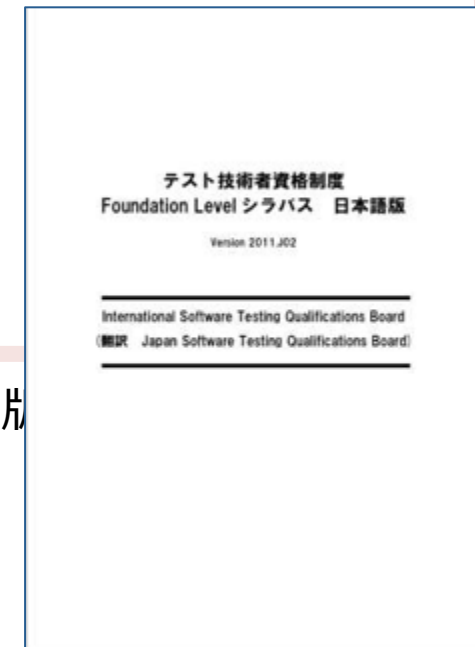 テスト技術者資格制度
Foundation Level シラバス 日本語版
Version 2011.J02
International Software Testing Qualifications Board
(翻訳 Japan Software Testing Qualifications Board)
版